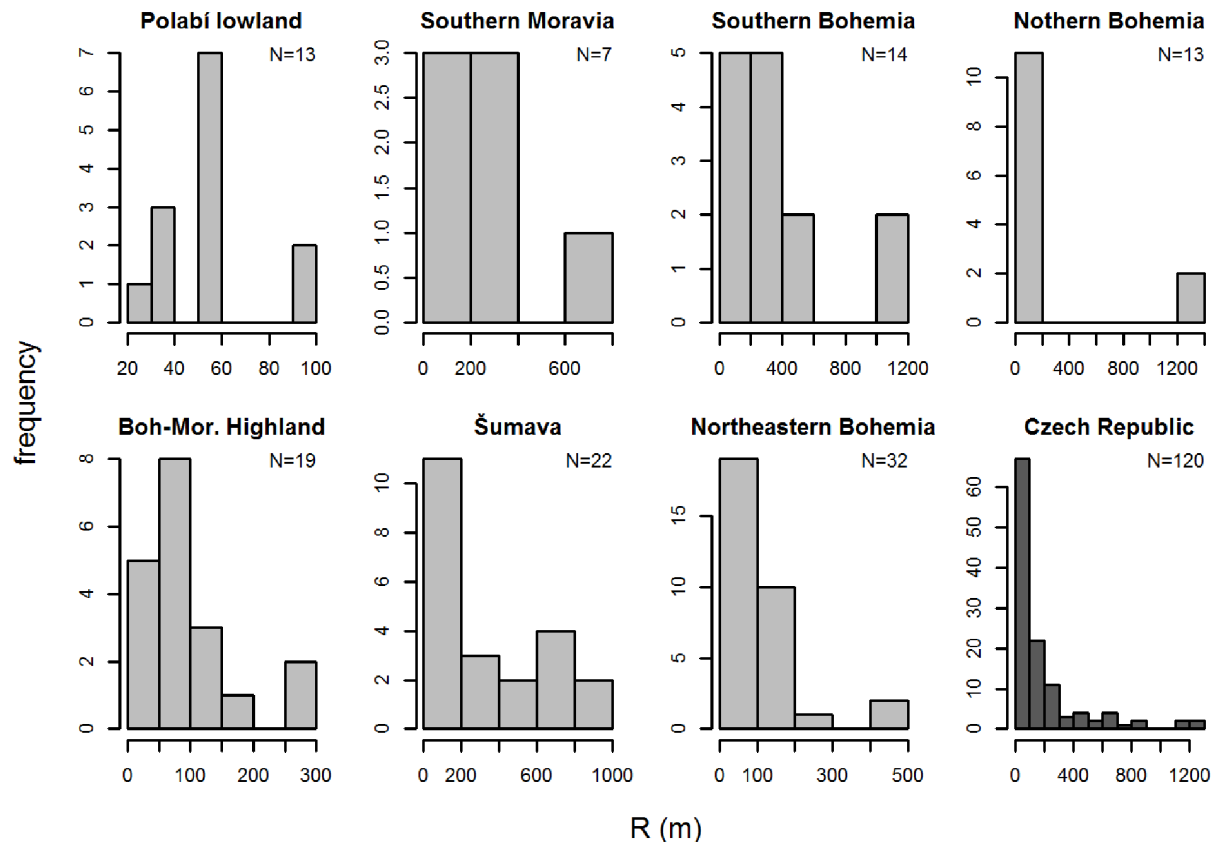 Polabí lowland
N=13
7
6
5
4
3
2
1
0
20 40 60 80 100
Southern Moravia
N=7
3.0
2.5
2.0
1.5
1.0
0.5
0.0
0 200 600
Southern Bohemia
N=14
5
4
3
2
1
0
0 400 800 1200
Nothern Bohemia
N=13
10
8
6
4
2
0
0 400 800 1200
frequency
Boh-Mor. Highland
N=19
8
6
4
2
0
0 100 200 300
Šumava
N=22
10
8
6
4
2
0
0 200 600 1000
Northeastern Bohemia
N=32
15
10
5
0
0 100 300 500
Czech Republic
N=120
60
50
40
30
20
10
0
0 400 800 1200
R (m)